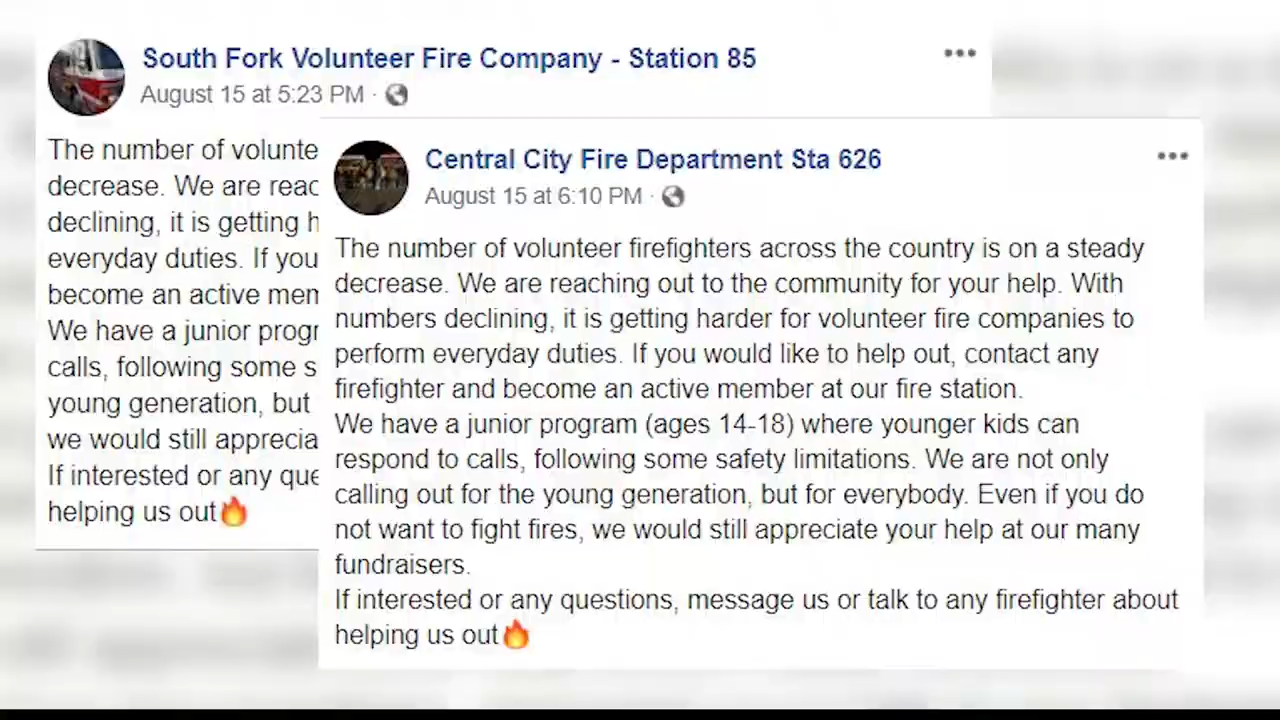 South Fork Volunteer Fire Company - Station 85
August 15 at 5:23 PM ·
The number of volunte
decrease. We are reac
declining, it is getting h
everyday duties. If you
become an active mem
We have a junior progr
calls, following some s
young generation, but
we would still apprecia
If interested or any que
helping us out🔥
Central City Fire Department Sta 626
August 15 at 6:10 PM ·
The number of volunteer firefighters across the country is on a steady
decrease. We are reaching out to the community for your help. With
numbers declining, it is getting harder for volunteer fire companies to
perform everyday duties. If you would like to help out, contact any
firefighter and become an active member at our fire station.
We have a junior program (ages 14-18) where younger kids can
respond to calls, following some safety limitations. We are not only
calling out for the young generation, but for everybody. Even if you do
not want to fight fires, we would still appreciate your help at our many
fundraisers.
If interested or any questions, message us or talk to any firefighter about
helping us out🔥